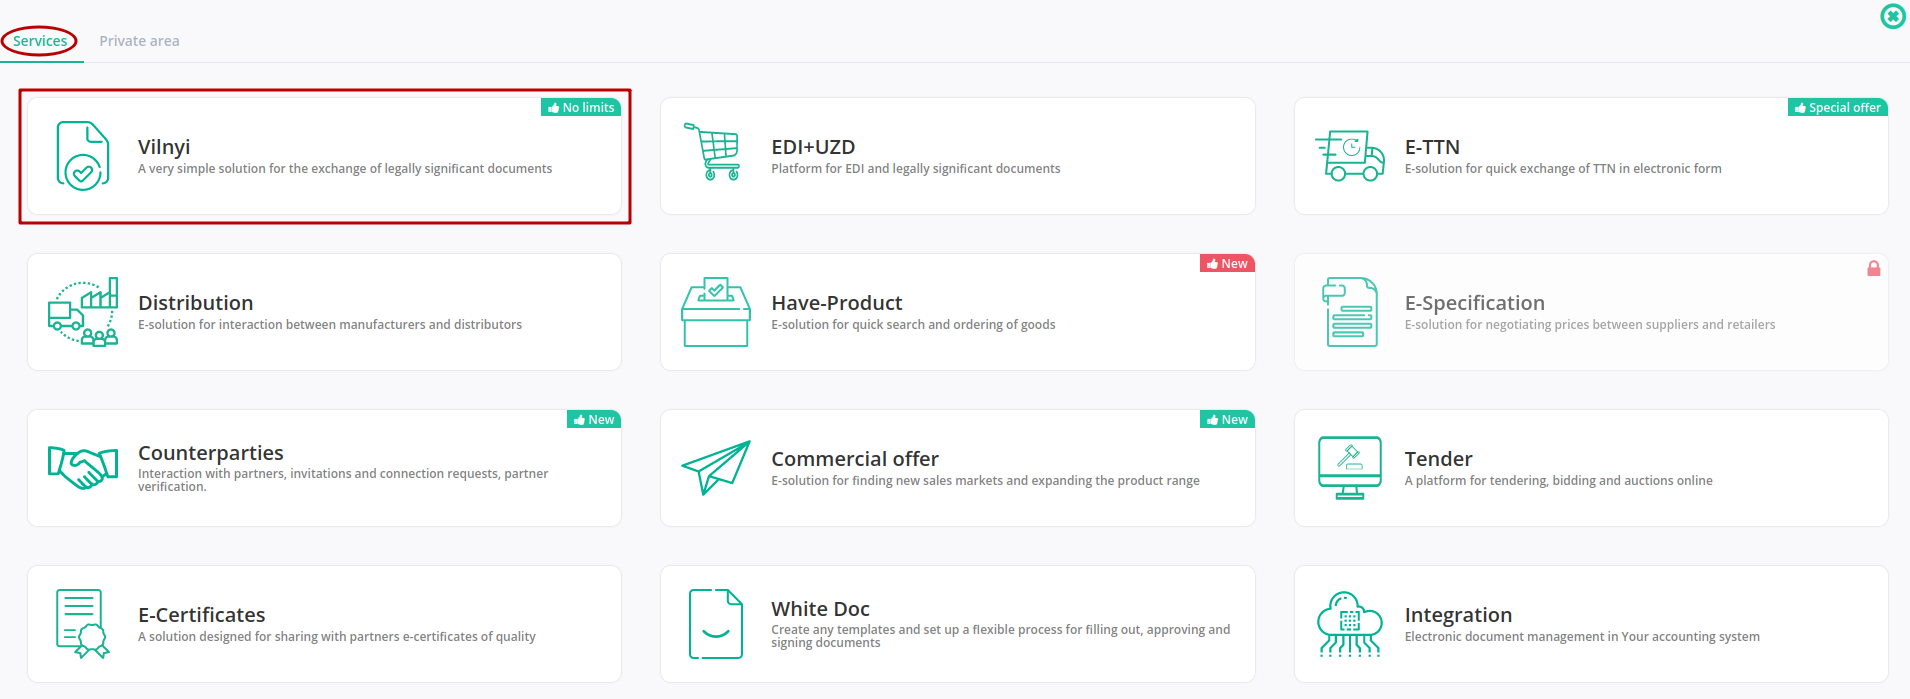 Services
Private area
No limits
Vilnyi
A very simple solution for the exchange of legally significant documents
EDI+UZD
Platform for EDI and legally significant documents
Special offer
E-TTN
E-solution for quick exchange of TTN in electronic form
Distribution
E-solution for interaction between manufacturers and distributors
New
Have-Product
E-solution for quick search and ordering of goods
E-Specification
E-solution for negotiating prices between suppliers and retailers
New
Counterparties
Interaction with partners, invitations and connection requests, partner
verification.
New
Commercial offer
E-solution for finding new sales markets and expanding the product range
Tender
A platform for tendering, bidding and auctions online
E-Certificates
A solution designed for sharing with partners e-certificates of quality
White Doc
Create any templates and set up a flexible process for filling out, approving and
signing documents
Integration
Electronic document management in Your accounting system